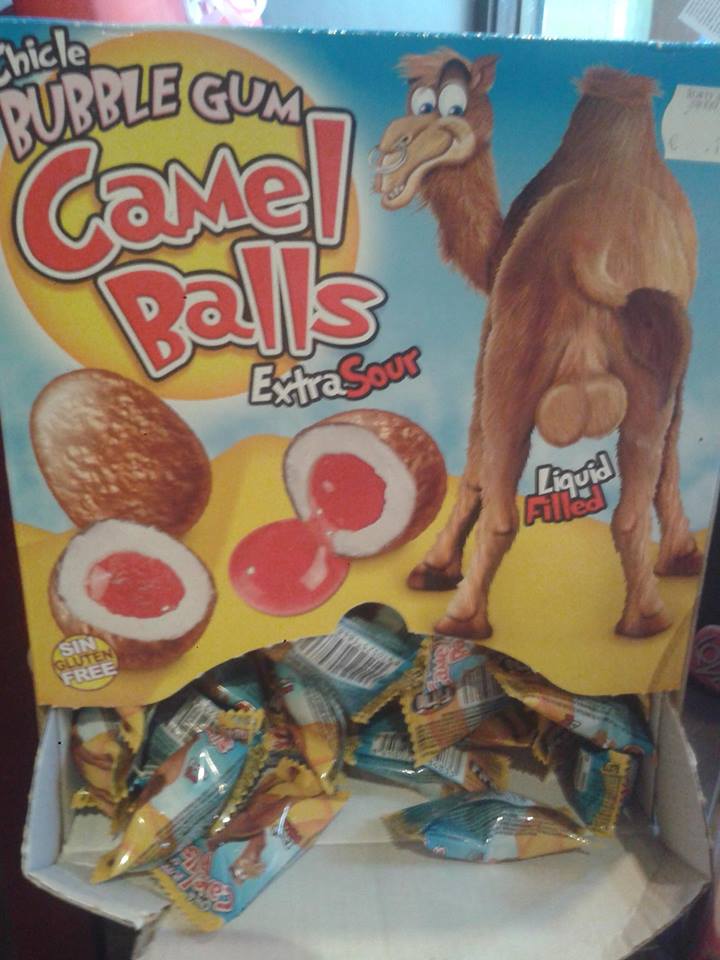 Chicle
BUBBLE GUM
Camel
Balls
Extra Sour
Liquid
Filled
SIN
GLUTEN
FREE
€